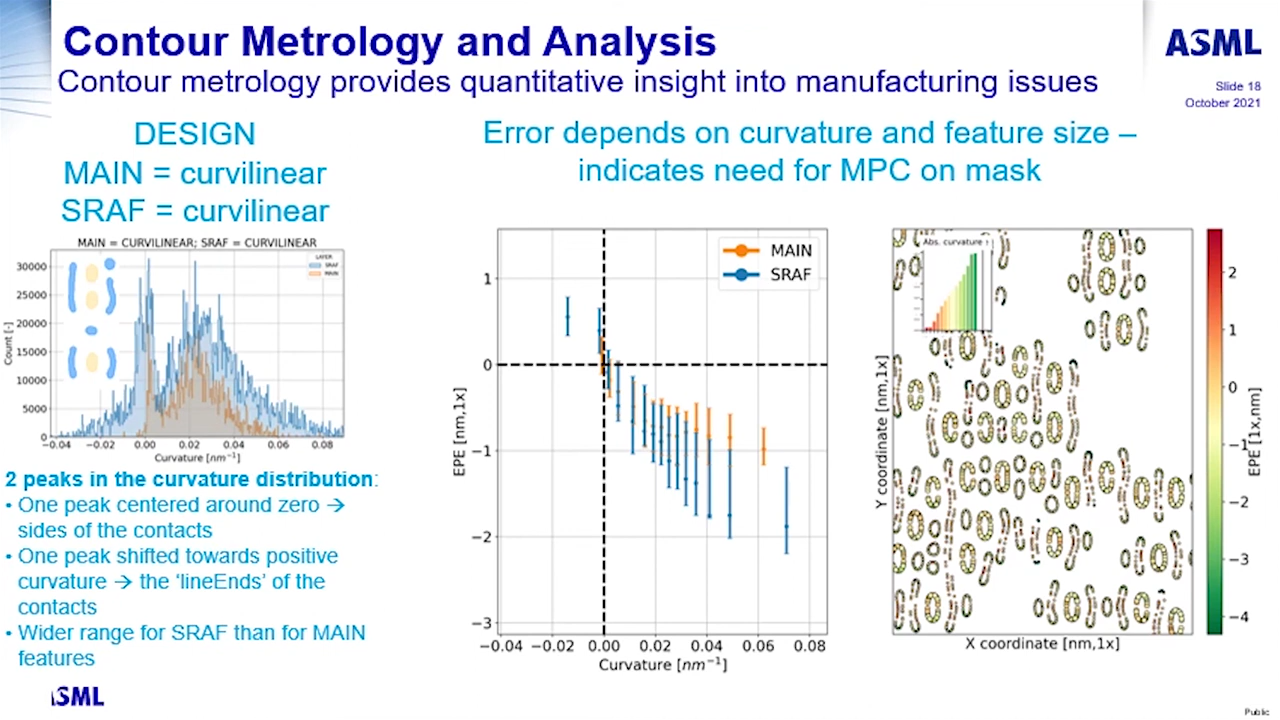 Contour Metrology and Analysis
Contour metrology provides quantitative insight into manufacturing issues
ASML
Slide 18
October 2021
DESIGN
MAIN = curvilinear
SRAF = curvilinear
MAIN = CURVILINEAR; SRAF = CURVILINEAR
LAYER
SRAF
MAIN
30000
25000
20000
15000
10000
5000
0
Count [-]
−0.04 −0.02 0.00 0.02 0.04 0.06 0.08
Curvature [nm⁻¹]
2 peaks in the curvature distribution:
• One peak centered around zero →
sides of the contacts
• One peak shifted towards positive
curvature → the ‘lineEnds’ of the
contacts
• Wider range for SRAF than for MAIN
features
ASML
Error depends on curvature and feature size –
indicates need for MPC on mask
MAIN
SRAF
1
0
−1
−2
−3
EPE [nm,1x]
−0.04 −0.02 0.00 0.02 0.04 0.06 0.08
Curvature [nm⁻¹]
Abs. curvature
Y coordinate [nm,1x]
X coordinate [nm,1x]
2
1
0
−1
−2
−3
−4
EPE [1x,nm]
Public